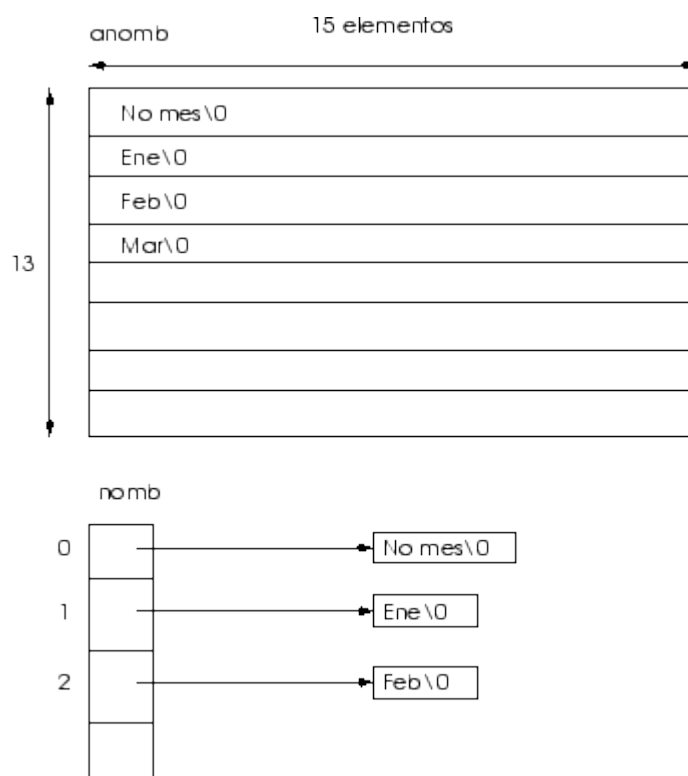 anomb 15 elementos
No mes\0
Ene\0
Feb\0
Mar\0
13
nomb
0 No mes\0
1 Ene\0
2 Feb\0